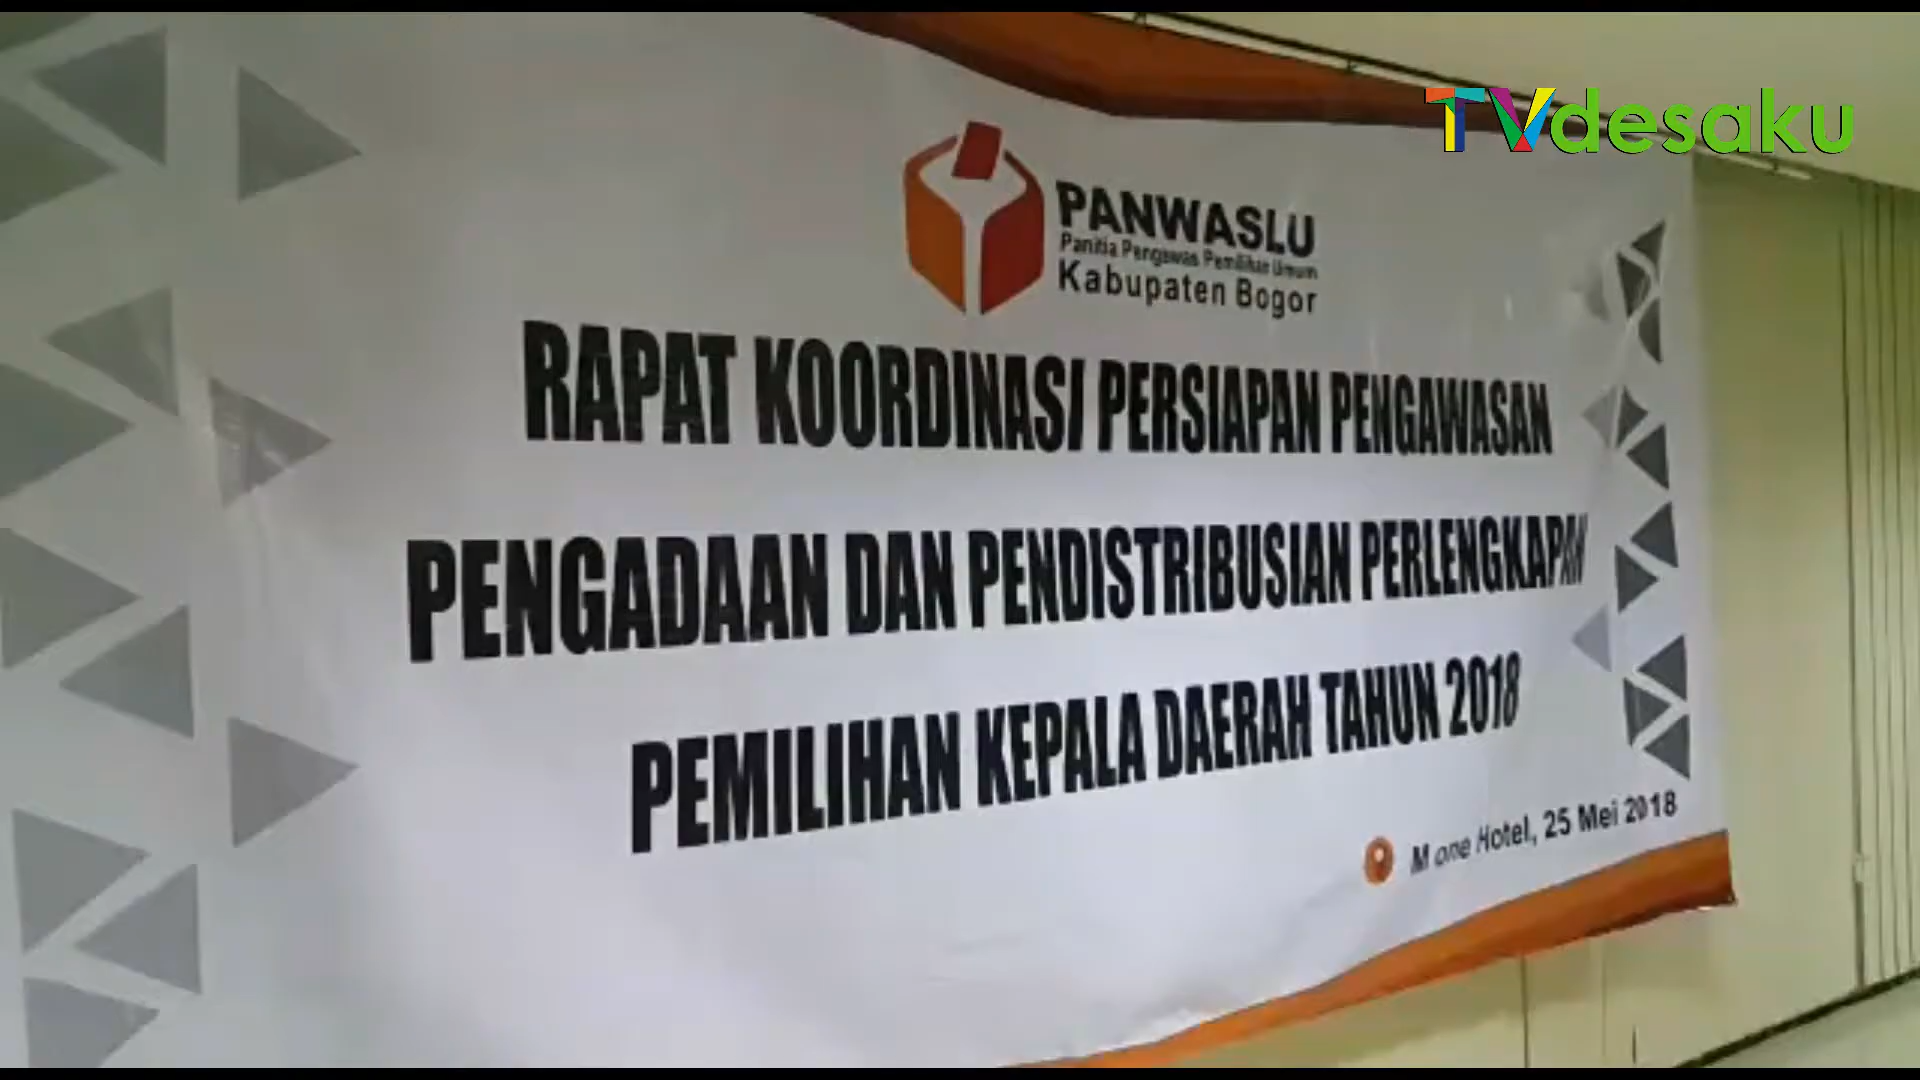 TVdesaku
PANWASLU
Panitia Pengawas Pemilihan Umum
Kabupaten Bogor
RAPAT KOORDINASI PERSIAPAN PENGAWASAN
PENGADAAN DAN PENDISTRIBUSIAN PERLENGKAPAN
PEMILIHAN KEPALA DAERAH TAHUN 2018
M one Hotel, 25 Mei 2018